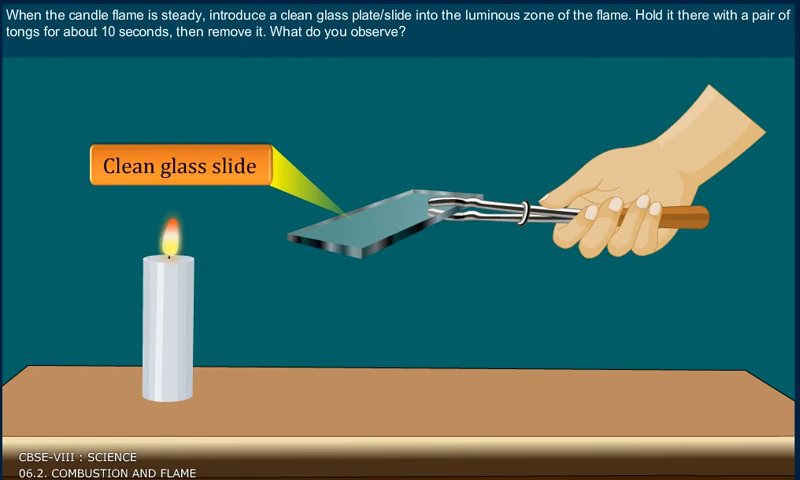 When the candle flame is steady, introduce a clean glass plate/slide into the luminous zone of the flame. Hold it there with a pair of
tongs for about 10 seconds, then remove it. What do you observe?
Clean glass slide
CBSE-VIII : SCIENCE
06.2. COMBUSTION AND FLAME